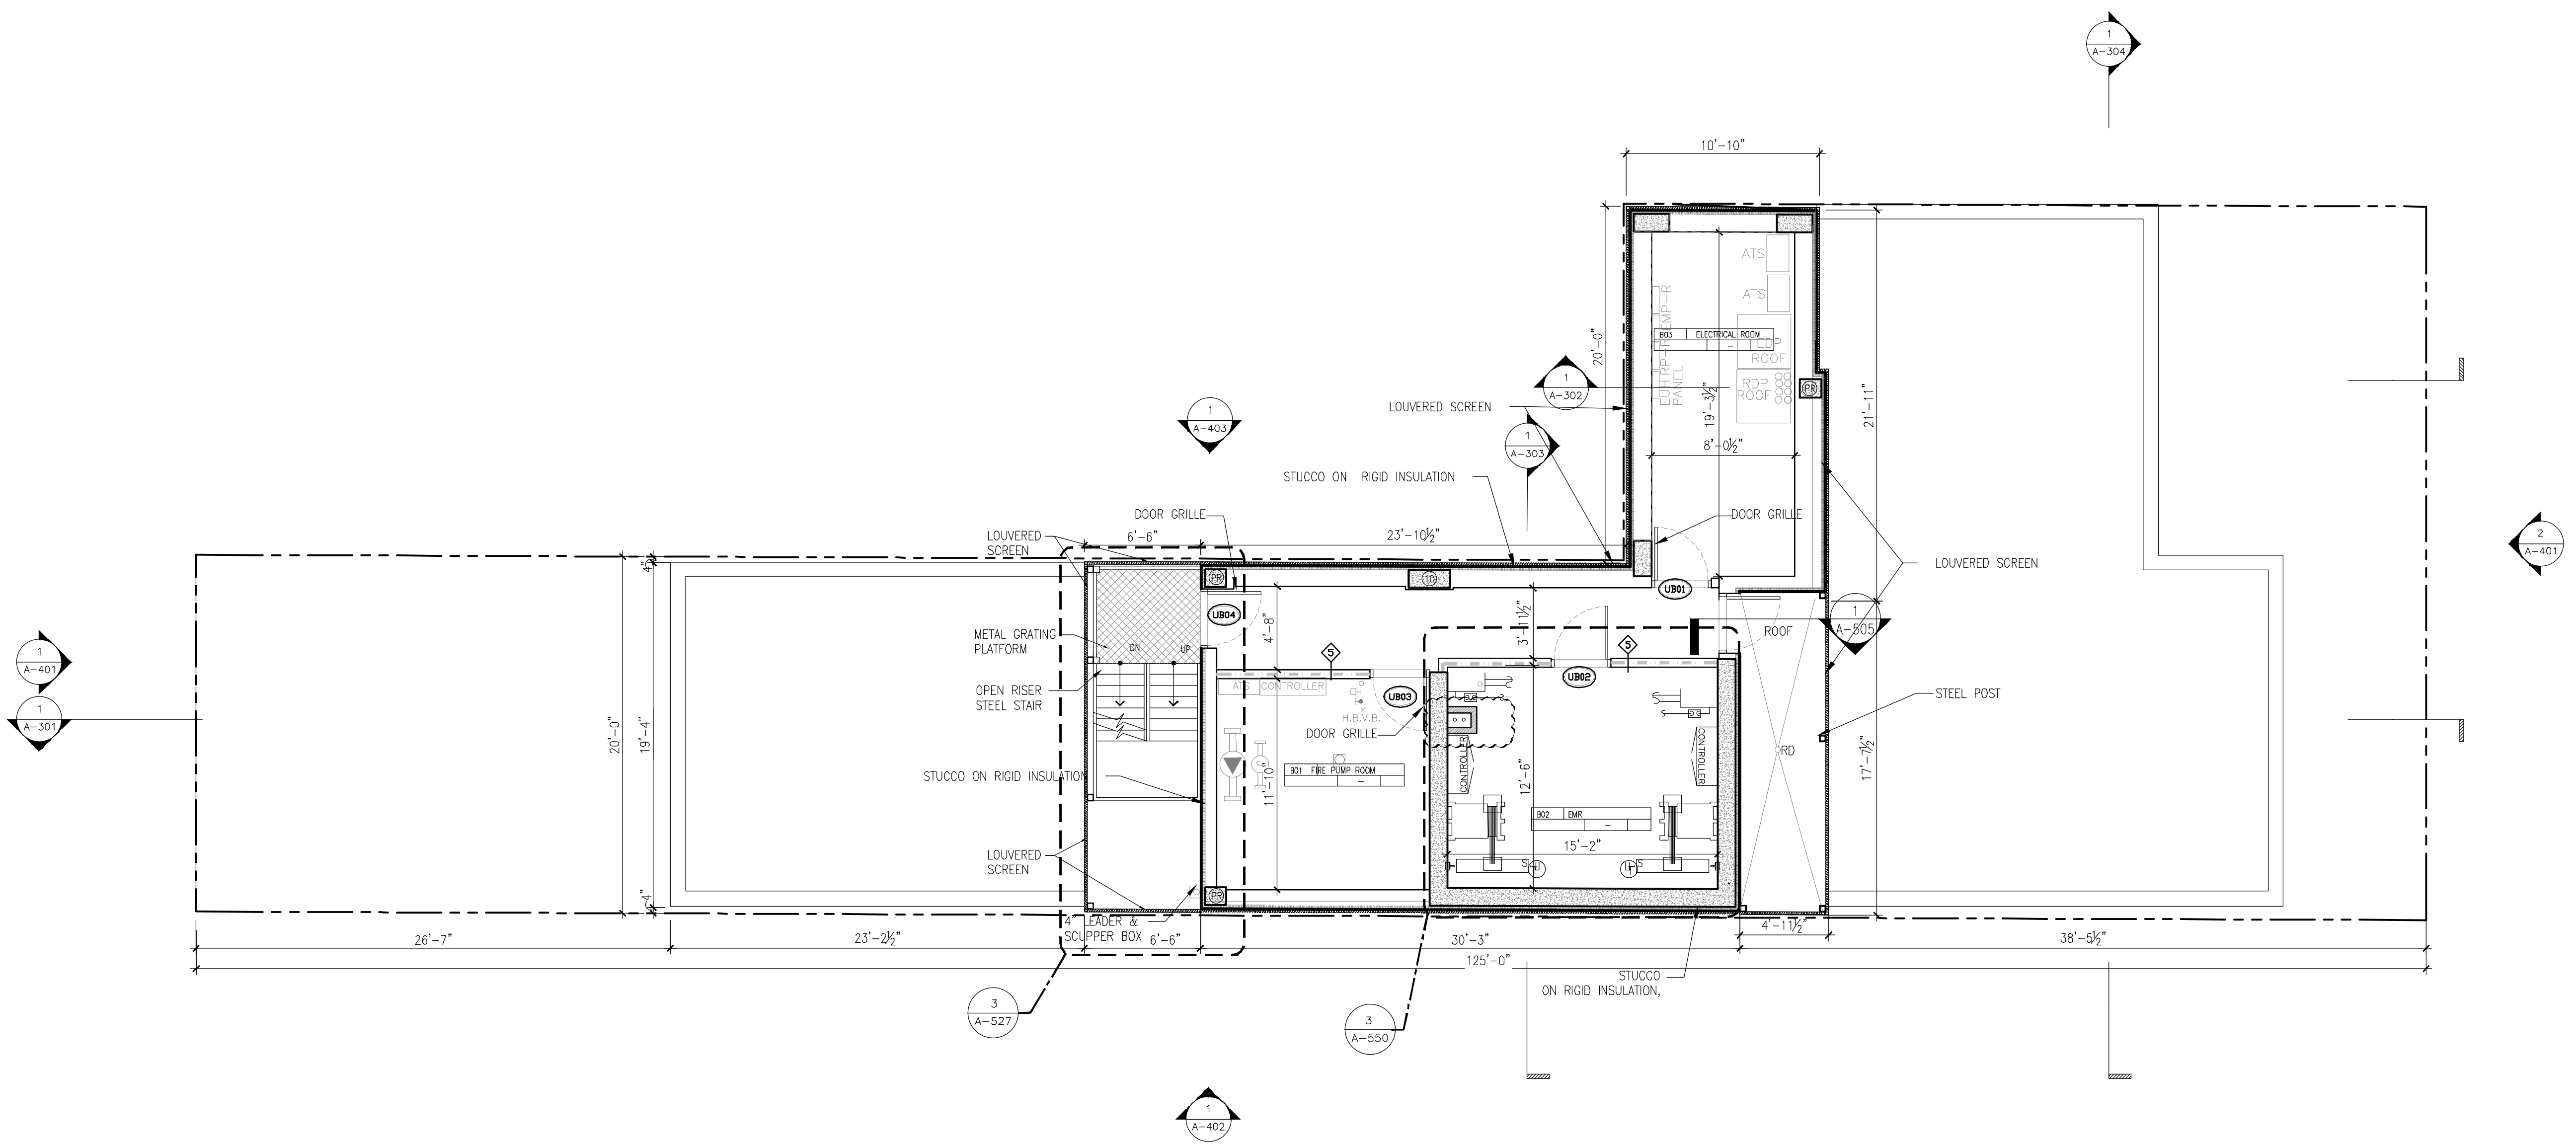 1
A-304
10'-10"
ATS
ATS
EUHRP-R EMP-R
PANEL
B03 ELECTRICAL ROOM
-
EDP
ROOF
RDP
ROOF
PR
20'-0"
19'-3½"
21'-11"
8'-0½"
1
A-302
LOUVERED SCREEN
1
A-403
1
A-303
STUCCO ON RIGID INSULATION
DOOR GRILLE
DOOR GRILLE
LOUVERED
SCREEN
6'-6"
23'-10½"
2
A-401
LOUVERED SCREEN
4"
PR
10
UB01
UB04
1
A-505
ROOF
METAL GRATING
PLATFORM
DN
UP
4'-8"
3'-11½"
5
5
1
A-401
OPEN RISER
STEEL STAIR
ATS
CONTROLLER
UB03
UB02
STEEL POST
1
A-301
H.B.V.B.
DOOR GRILLE
20'-0"
19'-4"
CONTROLLER
CONTROLLER
RD
17'-7½"
STUCCO ON RIGID INSULATION
B01 FIRE PUMP ROOM
-
11'-10"
12'-6"
B02 EMR
-
15'-2"
LOUVERED
SCREEN
S
S
4"
PR
4" LEADER &
SCUPPER BOX
26'-7"
23'-2½"
6'-6"
30'-3"
4'-11½"
38'-5½"
125'-0"
STUCCO
ON RIGID INSULATION,
3
A-527
3
A-550
1
A-402